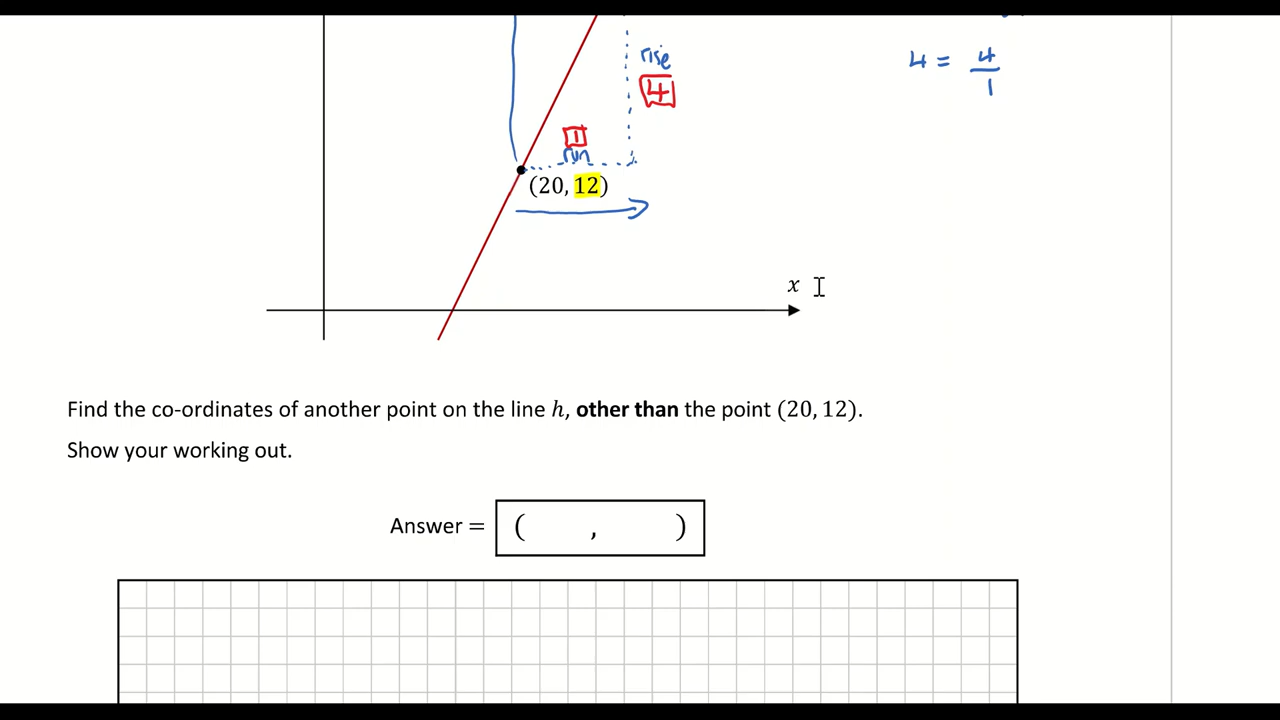 rise
4 = 4/1
4
1
run
(20, 12)
x
Find the co-ordinates of another point on the line h, other than the point (20, 12).
Show your working out.
Answer = ( , )